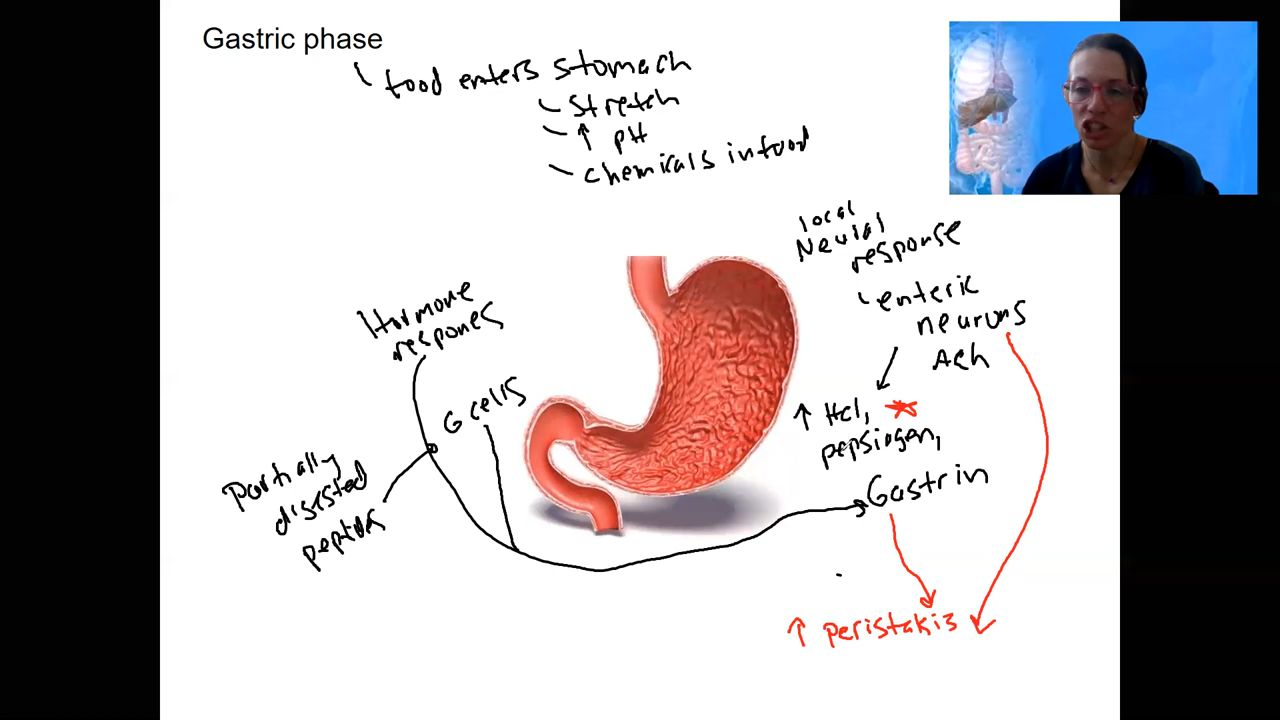 Gastric phase
food enters stomach
stretch
↑ pH
chemicals in food
local
Neural
response
enteric
neurons
Ach
Hormone
respones
G cells
Partially
digested
peptides
↑ Hcl,
pepsiogen,
Gastrin
↑ peristalsis